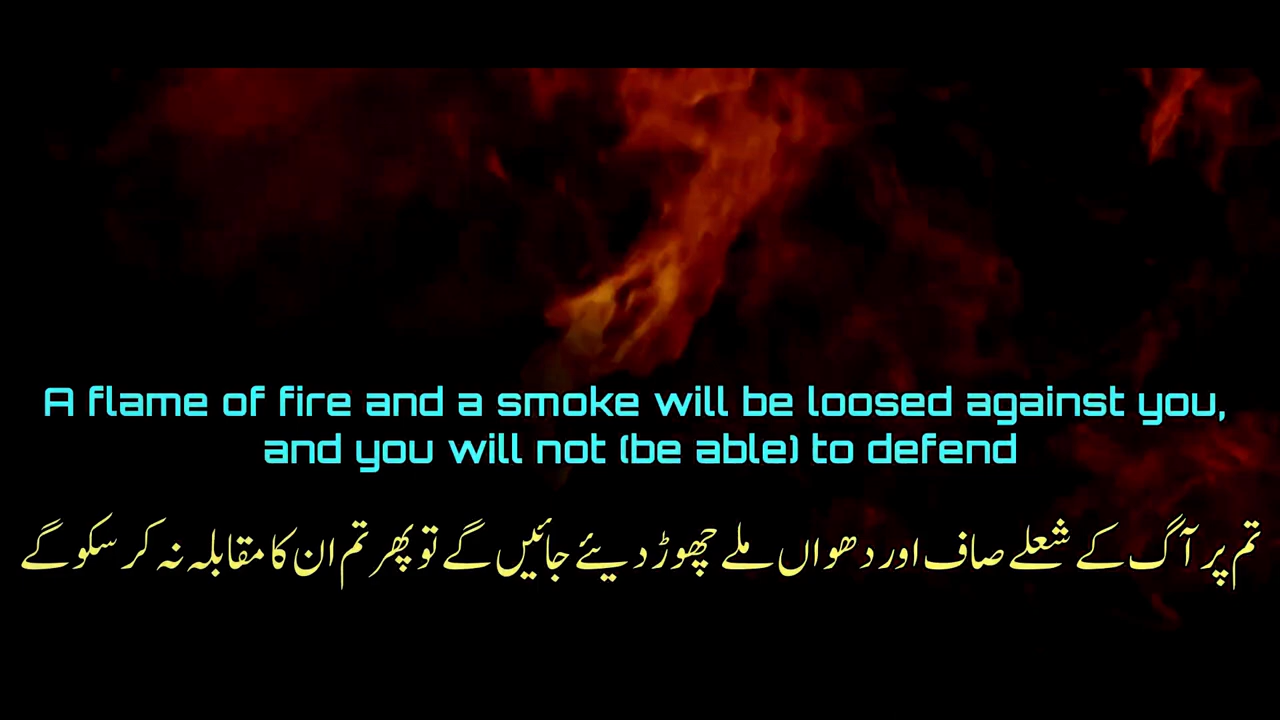 A flame of fire and a smoke will be loosed against you,
and you will not (be able) to defend
تم پر آگ کے شعلے صاف اور دھواں ملے چھوڑ دیئے جائیں گے تو پھر تم ان کا مقابلہ نہ کر سکو گے